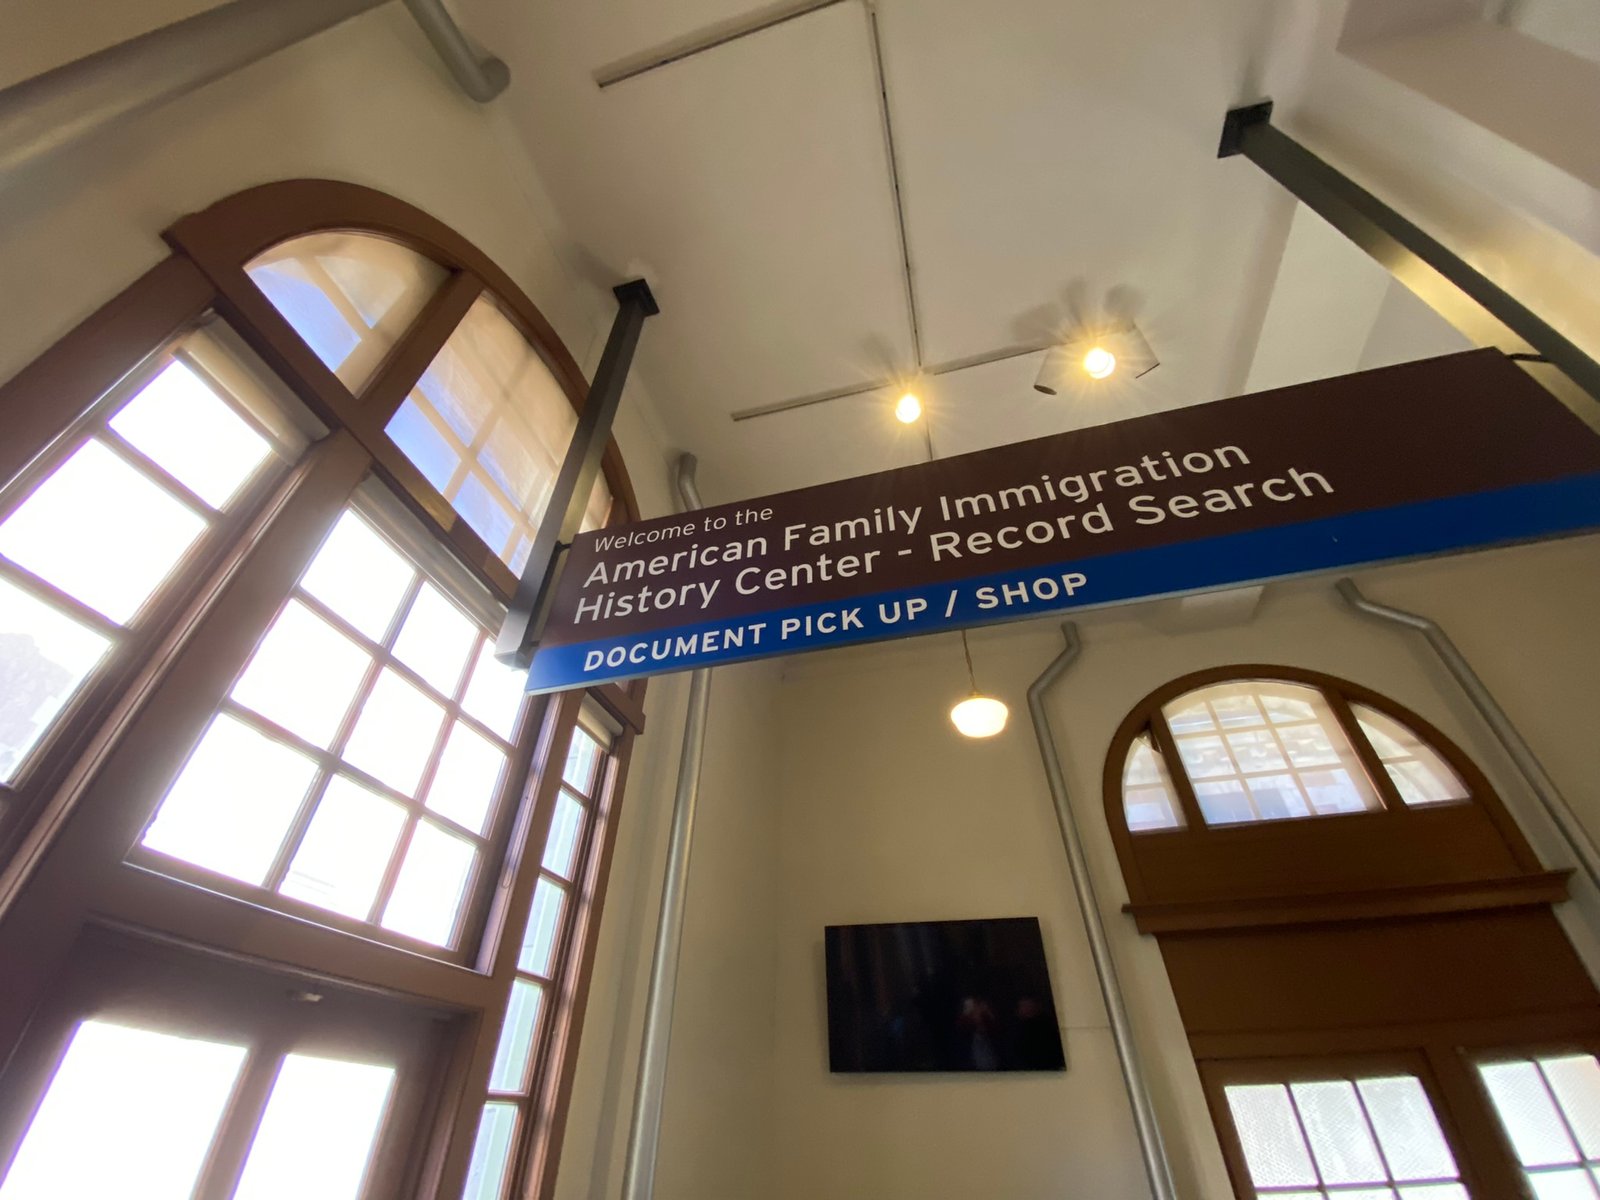 Welcome to the
American Family Immigration
History Center - Record Search
DOCUMENT PICK UP / SHOP